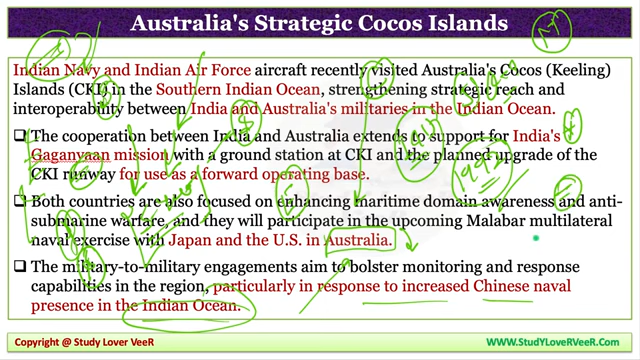 Australia's Strategic Cocos Islands
Indian Navy and Indian Air Force aircraft recently visited Australia's Cocos (Keeling)
Islands (CKI) in the Southern Indian Ocean, strengthening strategic reach and
interoperability between India and Australia's militaries in the Indian Ocean.
❑ The cooperation between India and Australia extends to support for India's
Gaganyaan mission with a ground station at CKI and the planned upgrade of the
CKI runway for use as a forward operating base.
❑ Both countries are also focused on enhancing maritime domain awareness and anti-
submarine warfare, and they will participate in the upcoming Malabar multilateral
naval exercise with Japan and the U.S. in Australia.
❑ The military-to-military engagements aim to bolster monitoring and response
capabilities in the region, particularly in response to increased Chinese naval
presence in the Indian Ocean.
1992
Copyright @ Study Lover VeeR
WWW.StudyLoverVeeR.Com